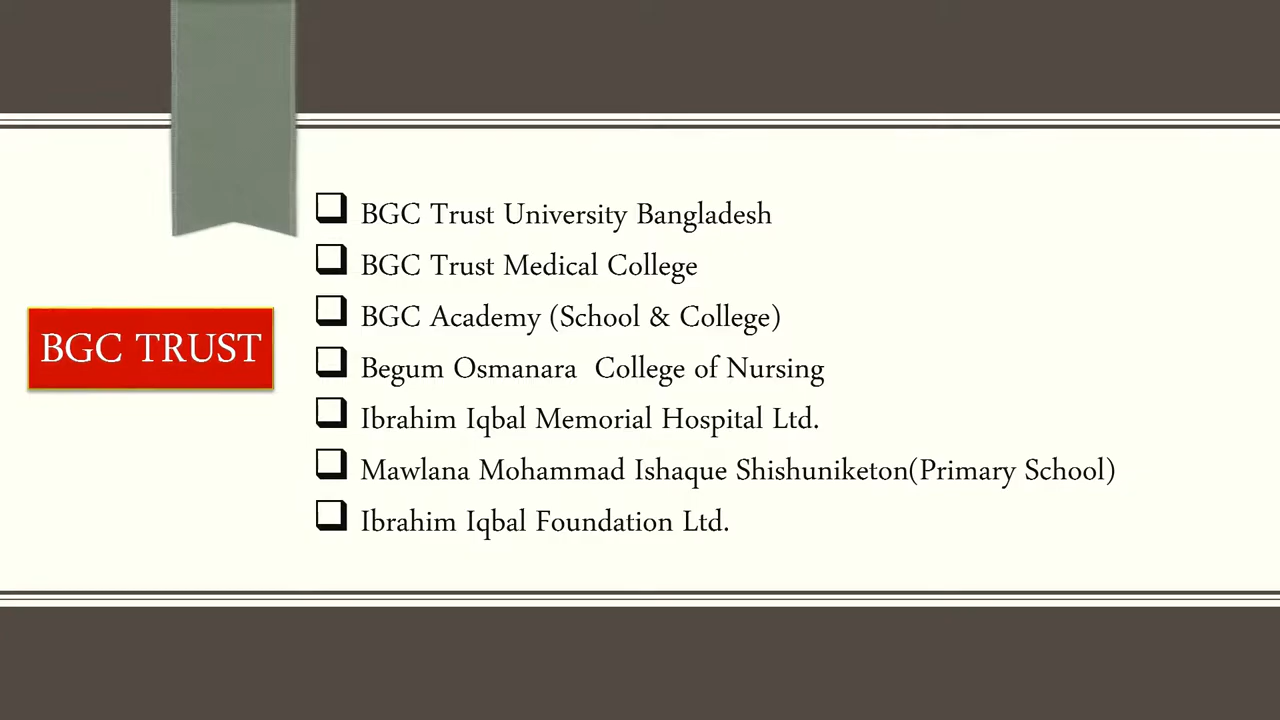 BGC TRUST
BGC Trust University Bangladesh
BGC Trust Medical College
BGC Academy (School & College)
Begum Osmanara  College of Nursing
Ibrahim Iqbal Memorial Hospital Ltd.
Mawlana Mohammad Ishaque Shishuniketon(Primary School)
Ibrahim Iqbal Foundation Ltd.